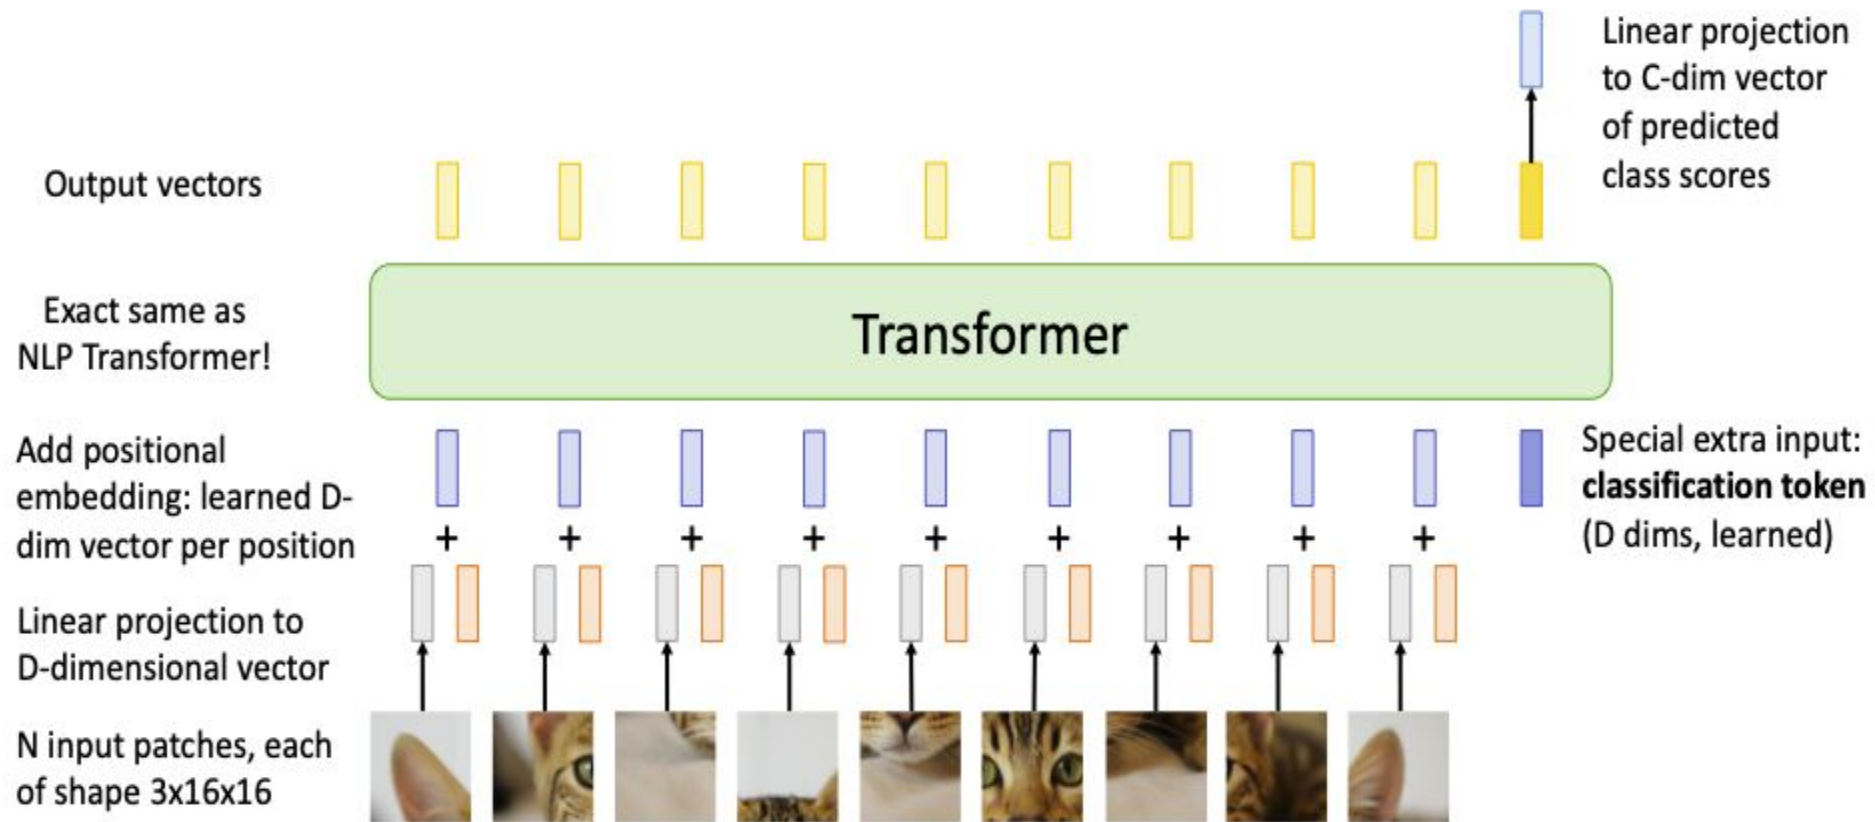 Linear projection
to C-dim vector
of predicted
class scores
Output vectors
Exact same as
NLP Transformer!
Transformer
Add positional
embedding: learned D-
dim vector per position
Special extra input:
classification token
(D dims, learned)
+ + + + + + + + +
Linear projection to
D-dimensional vector
N input patches, each
of shape 3x16x16